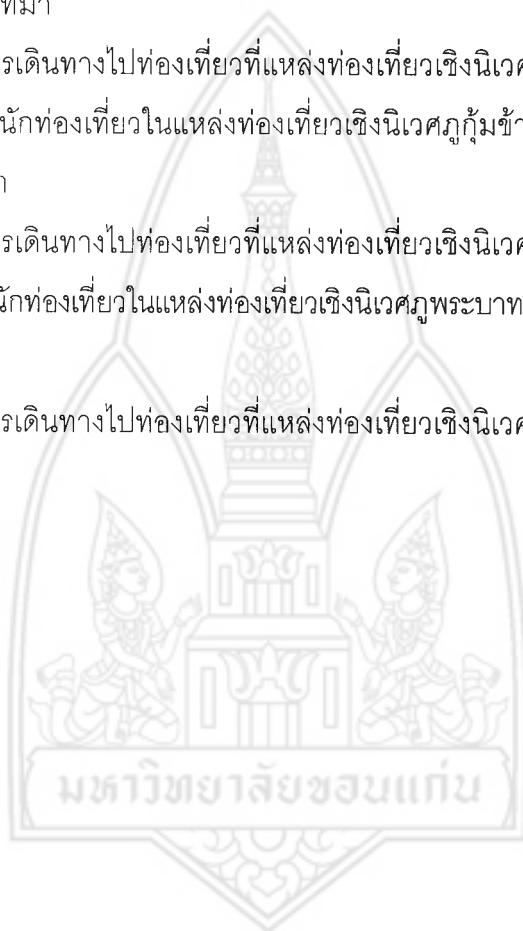 ที่มา
รเดินทางไปท่องเที่ยวที่แหล่งท่องเที่ยวเชิงนิเวศ
นักท่องเที่ยวในแหล่งท่องเที่ยวเชิงนิเวศภูกุ้มข้า
า
รเดินทางไปท่องเที่ยวที่แหล่งท่องเที่ยวเชิงนิเวศ
นักท่องเที่ยวในแหล่งท่องเที่ยวเชิงนิเวศภูพระบาท
รเดินทางไปท่องเที่ยวที่แหล่งท่องเที่ยวเชิงนิเวศ
มหาวิทยาลัยขอนแก่น